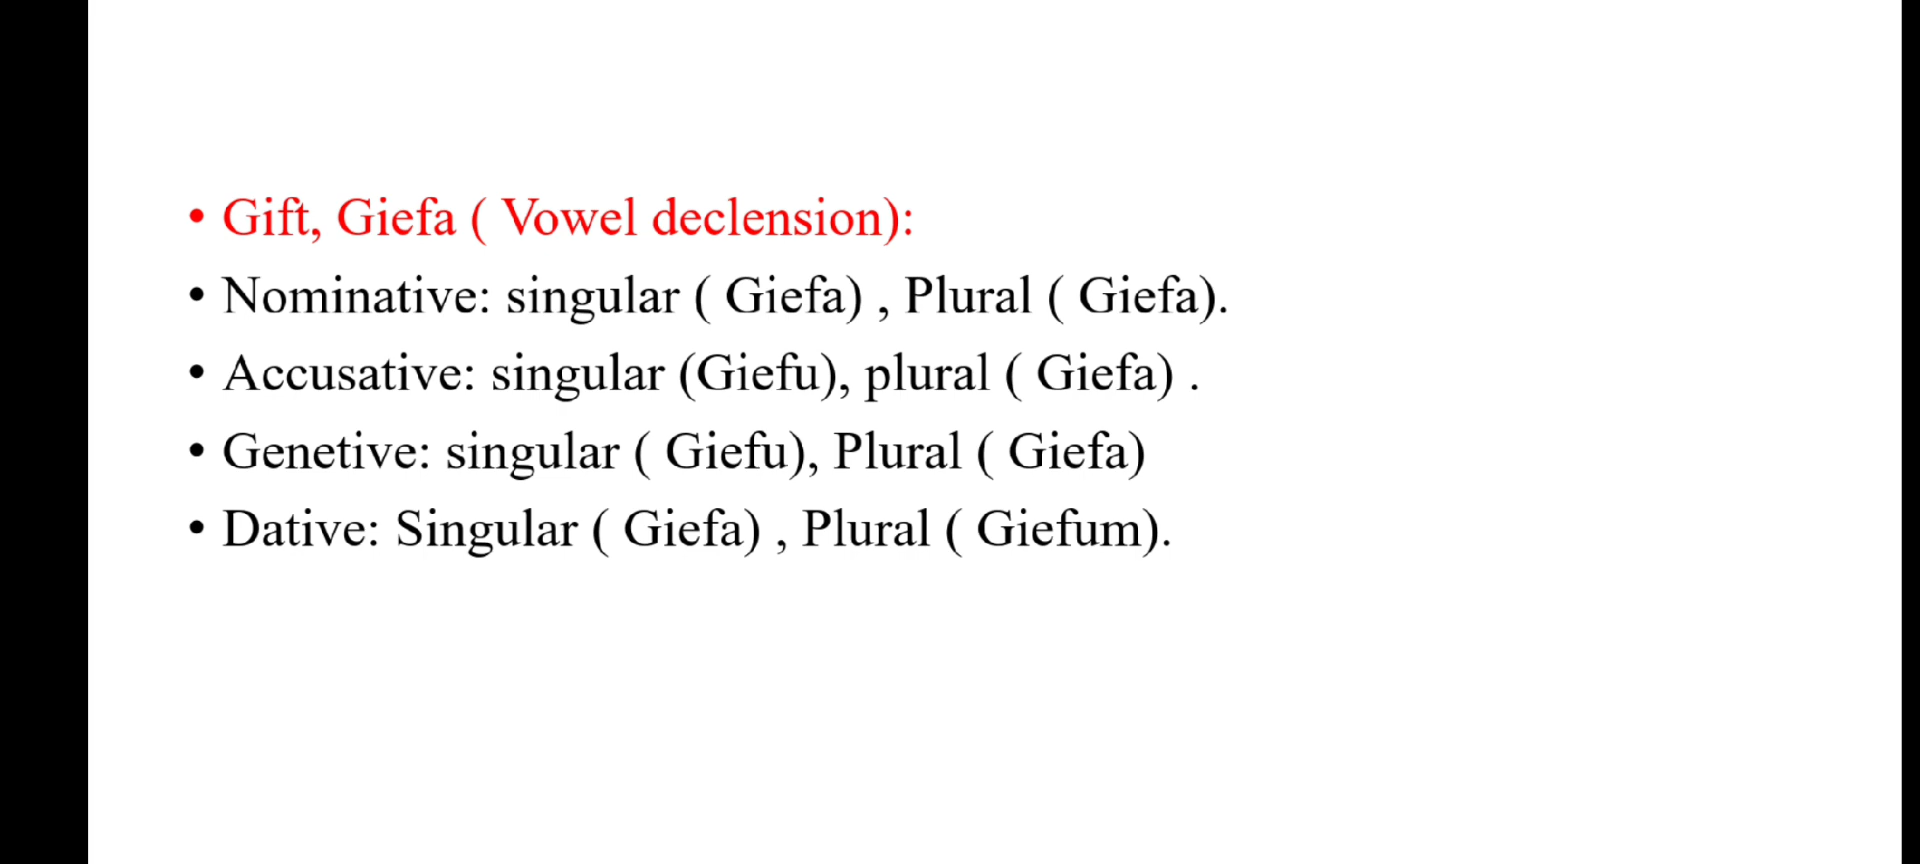 • Gift, Giefa ( Vowel declension):
• Nominative: singular ( Giefa) , Plural ( Giefa).
• Accusative: singular (Giefu), plural ( Giefa) .
• Genetive: singular ( Giefu), Plural ( Giefa)
• Dative: Singular ( Giefa) , Plural ( Giefum).